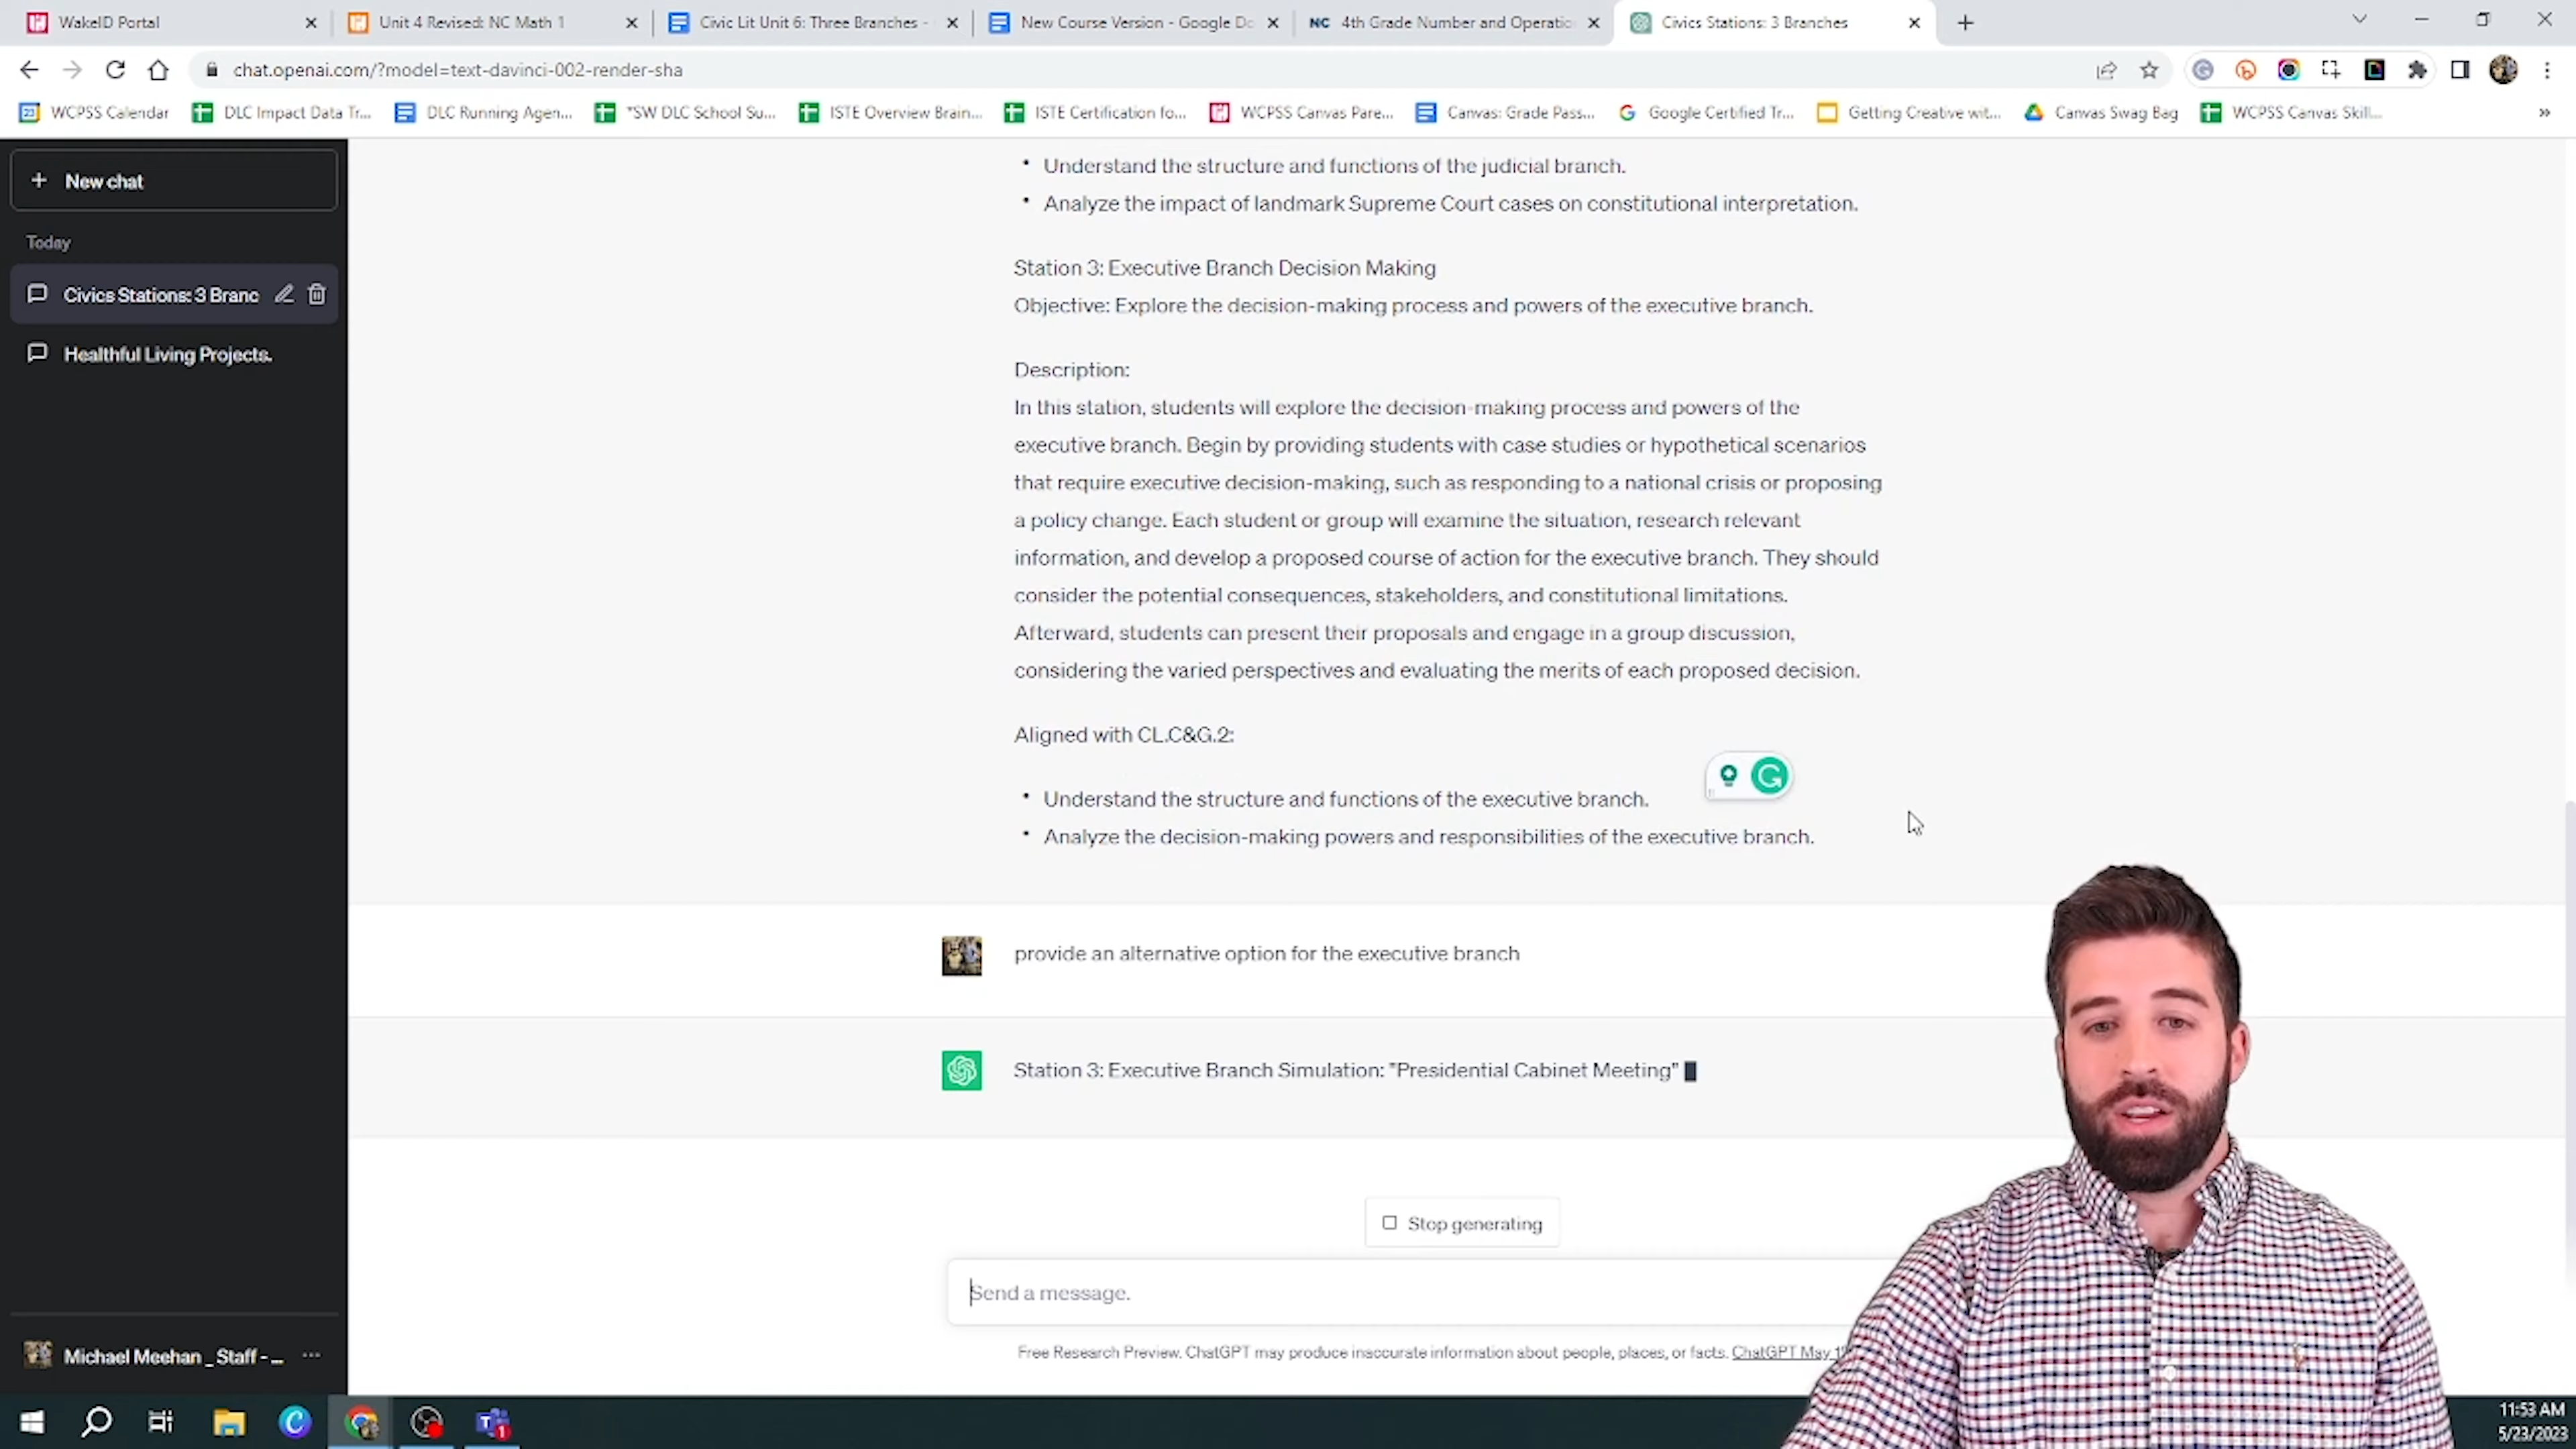 WakeID Portal
Unit 4 Revised: NC Math 1
Civic Lit Unit 6: Three Branches -
New Course Version - Google Do
NC 4th Grade Number and Operatio
Civics Stations: 3 Branches
chat.openai.com/?model=text-davinci-002-render-sha
WCPSS Calendar
DLC Impact Data Tr...
DLC Running Agen...
*SW DLC School Su...
ISTE Overview Brain...
ISTE Certification fo...
WCPSS Canvas Pare...
Canvas: Grade Pass...
Google Certified Tr...
Getting Creative wit...
Canvas Swag Bag
WCPSS Canvas Skill...
New chat
Today
Civics Stations: 3 Branc
Healthful Living Projects.
Understand the structure and functions of the judicial branch.
Analyze the impact of landmark Supreme Court cases on constitutional interpretation.
Station 3: Executive Branch Decision Making
Objective: Explore the decision-making process and powers of the executive branch.
Description:
In this station, students will explore the decision-making process and powers of the
executive branch. Begin by providing students with case studies or hypothetical scenarios
that require executive decision-making, such as responding to a national crisis or proposing
a policy change. Each student or group will examine the situation, research relevant
information, and develop a proposed course of action for the executive branch. They should
consider the potential consequences, stakeholders, and constitutional limitations.
Afterward, students can present their proposals and engage in a group discussion,
considering the varied perspectives and evaluating the merits of each proposed decision.
Aligned with CL.C&G.2:
Understand the structure and functions of the executive branch.
Analyze the decision-making powers and responsibilities of the executive branch.
provide an alternative option for the executive branch
Station 3: Executive Branch Simulation: "Presidential Cabinet Meeting"
Stop generating
Send a message.
Free Research Preview. ChatGPT may produce inaccurate information about people, places, or facts. ChatGPT May
Michael Meehan _ Staff - ...
11:53 AM
5/23/2023